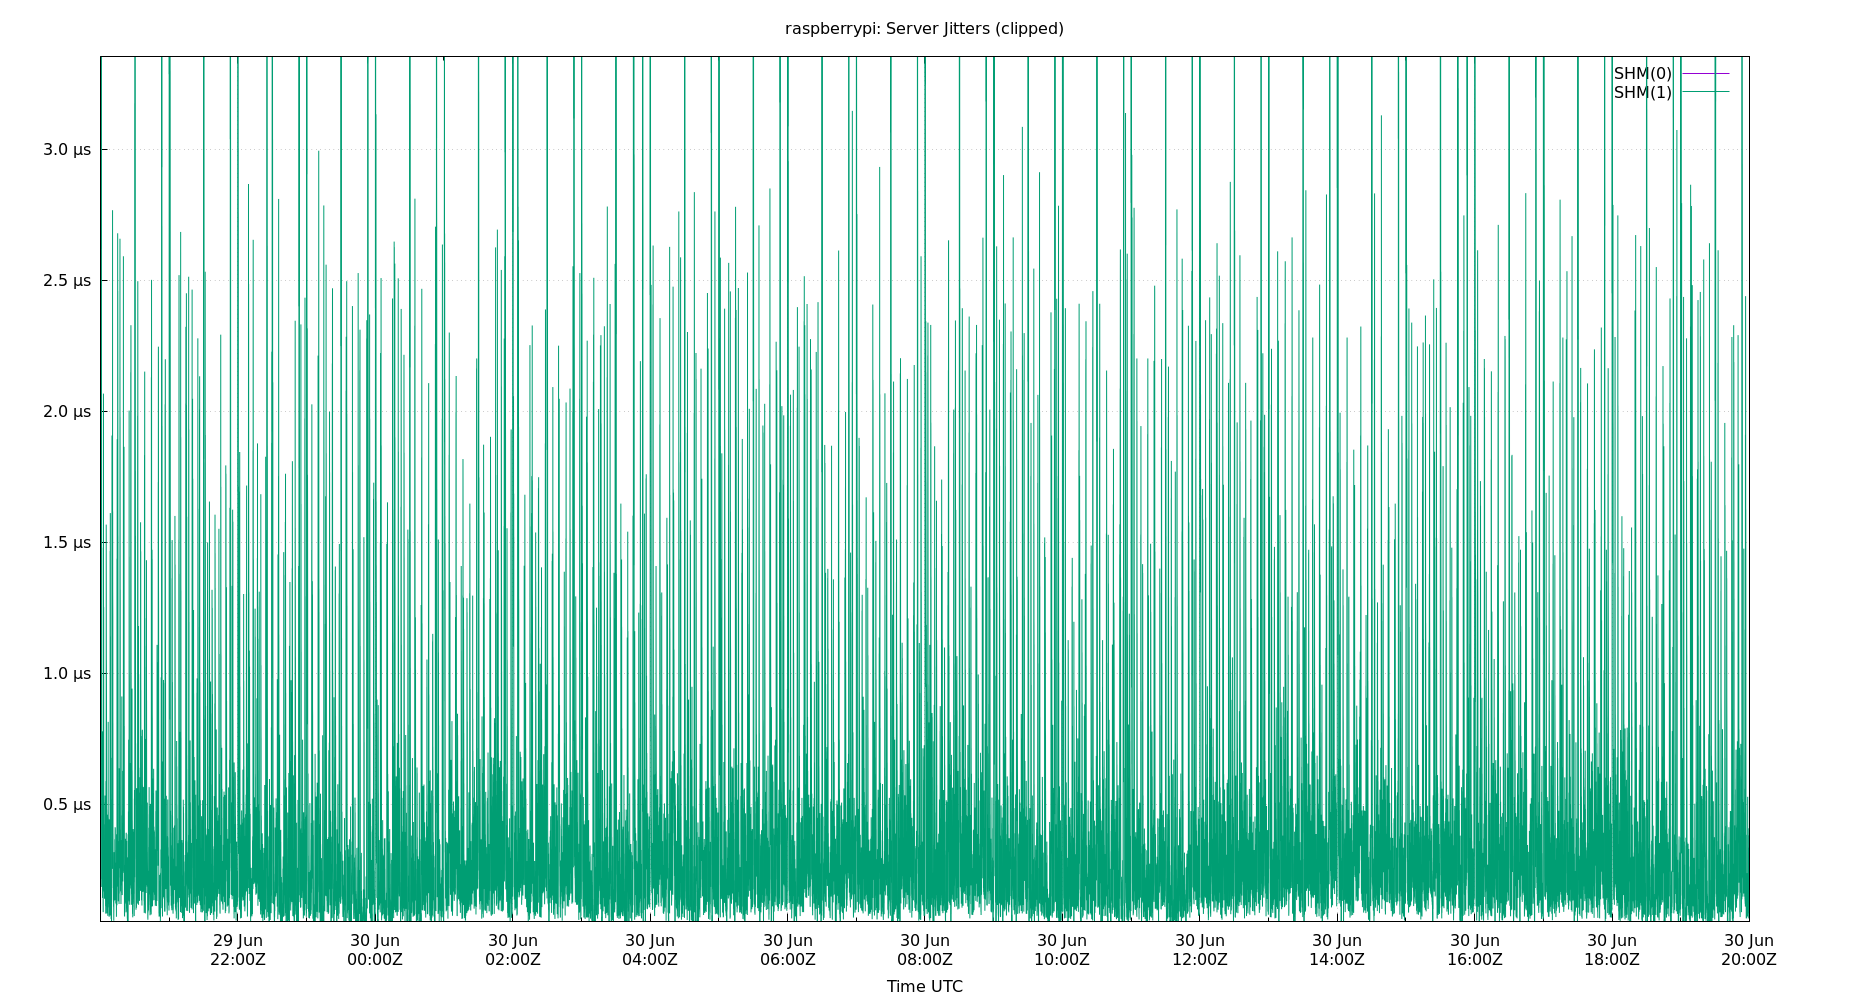 raspberrypi: Server Jitters (clipped)
SHM(0)
SHM(1)
3.0 µs
2.5 µs
2.0 µs
1.5 µs
1.0 µs
0.5 µs
29 Jun 30 Jun 30 Jun 30 Jun 30 Jun 30 Jun 30 Jun 30 Jun 30 Jun 30 Jun 30 Jun 30 Jun
22:00Z 00:00Z 02:00Z 04:00Z 06:00Z 08:00Z 10:00Z 12:00Z 14:00Z 16:00Z 18:00Z 20:00Z
Time UTC